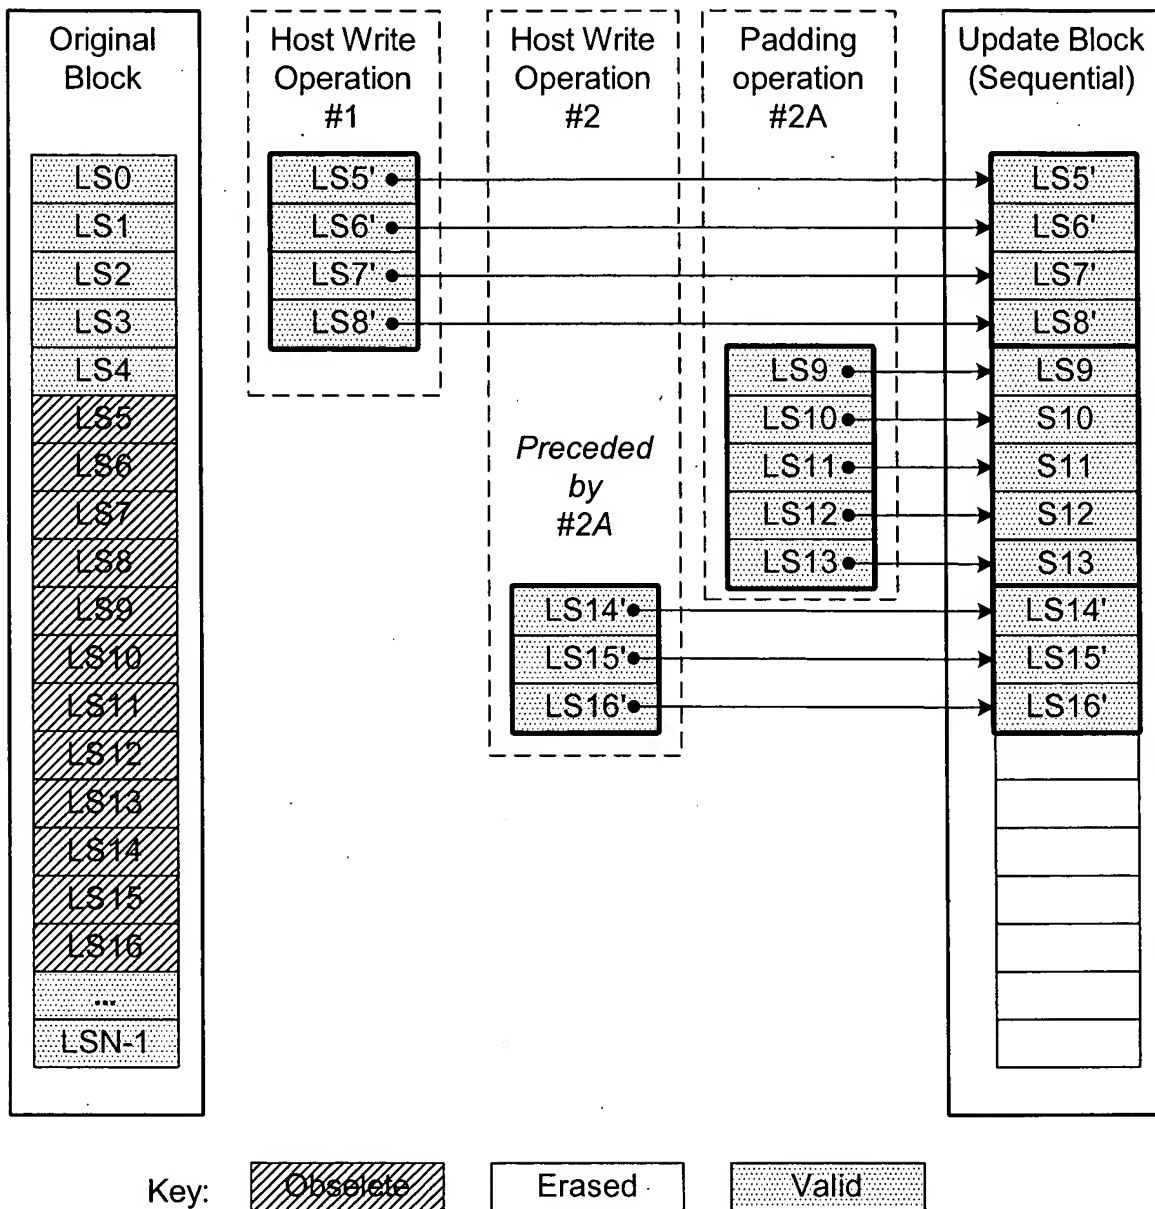 Original
Block
LS0
LS1
LS2
LS3
LS4
LS5
LS6
LS7
LS8
LS9
LS10
LS11
LS12
LS13
LS14
LS15
LS16
...
LSN-1
Host Write
Operation
#1
LS5'
LS6'
LS7'
LS8'
Host Write
Operation
#2
Preceded
by
#2A
LS14'
LS15'
LS16'
Padding
operation
#2A
LS9
LS10
LS11
LS12
LS13
Update Block
(Sequential)
LS5'
LS6'
LS7'
LS8'
LS9
S10
S11
S12
S13
LS14'
LS15'
LS16'
Key:
Obselete
Erased
Valid